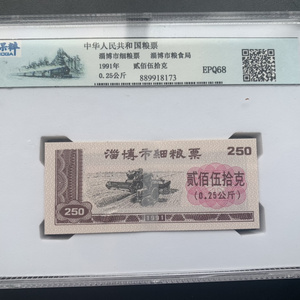 中华人民共和国粮票
淄博市细粮票 淄博市粮食局
1991年 贰佰伍拾克
0.25公斤 889918173
EPQ68
淄博市细粮票 250
贰佰伍拾克
(0.25公斤)
250
1991